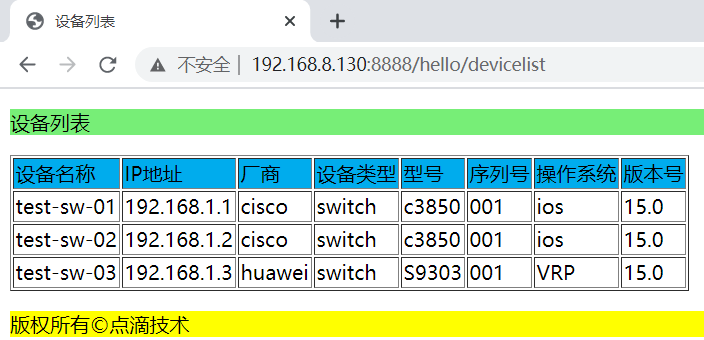 设备列表
不安全 | 192.168.8.130:8888/hello/devicelist
设备列表
设备名称 IP地址 厂商 设备类型 型号 序列号 操作系统 版本号
test-sw-01 192.168.1.1 cisco switch c3850 001 ios 15.0
test-sw-02 192.168.1.2 cisco switch c3850 001 ios 15.0
test-sw-03 192.168.1.3 huawei switch S9303 001 VRP 15.0
版权所有©点滴技术